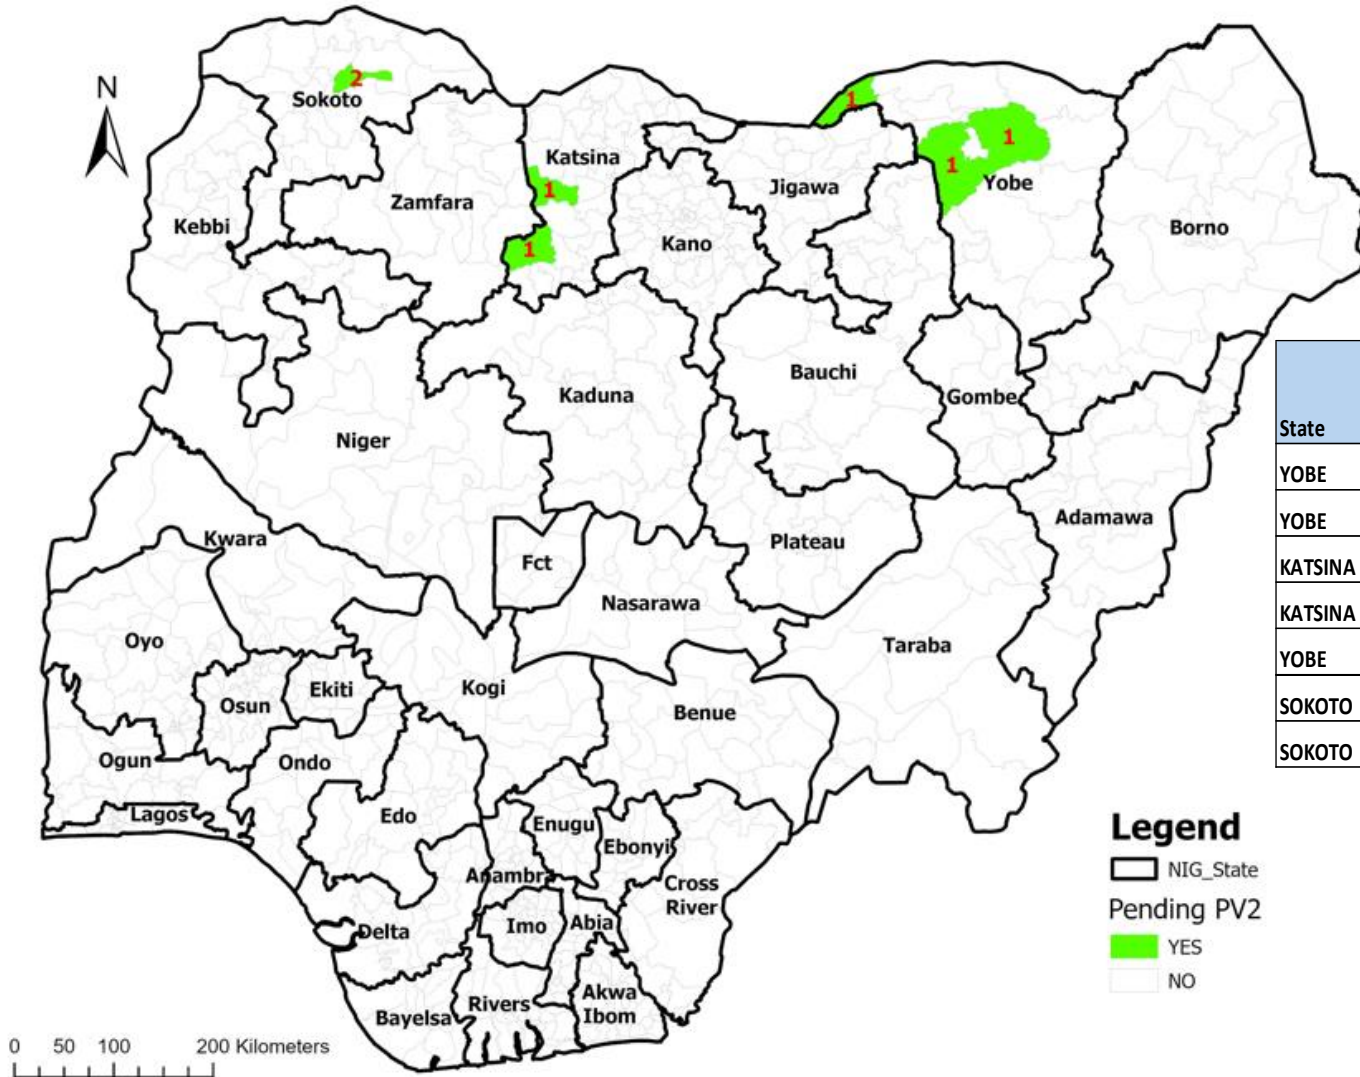 N
Sokoto
2
1
1
1
Katsina
1
Jigawa
Yobe
1
Zamfara
Kebbi
Kano
Borno
Bauchi
Kaduna
Gombe
Niger
Adamawa
Kwara
Plateau
Fct
Nasarawa
Oyo
Taraba
Ekiti
Kogi
Osun
Benue
Ogun
Ondo
Lagos
Edo
Enugu
Ebonyi
Anambr
Cross
River
Delta
Imo
Abia
Akwa
Ibom
Rivers
Bayelsa
State
YOBE
YOBE
KATSINA
KATSINA
YOBE
SOKOTO
SOKOTO
Legend
NIG_State
Pending PV2
YES
NO
0 50 100 200 Kilometers